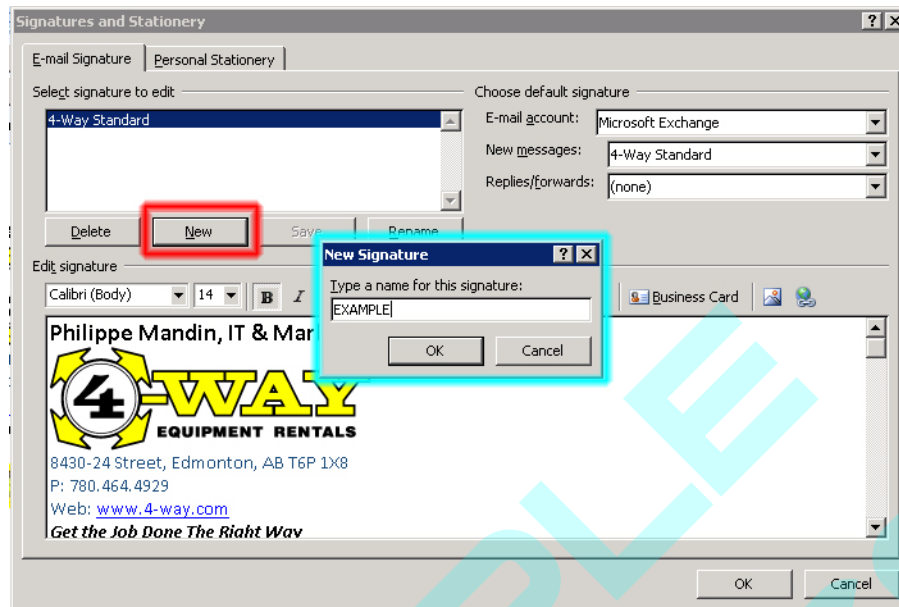 Signatures and Stationery
E-mail Signature Personal Stationery
Select signature to edit Choose default signature
4-Way Standard
E-mail account: Microsoft Exchange
New messages: 4-Way Standard
Replies/forwards: (none)
Delete New Save Rename
New Signature
Type a name for this signature:
EXAMPLE
OK Cancel
Edit signature
Calibri (Body) 14 B I Business Card
Philippe Mandin, IT & Mar
4-WAY
EQUIPMENT RENTALS
8430-24 Street, Edmonton, AB T6P 1X8
P: 780.464.4929
Web: www.4-way.com
Get the Job Done The Right Way
OK Cancel